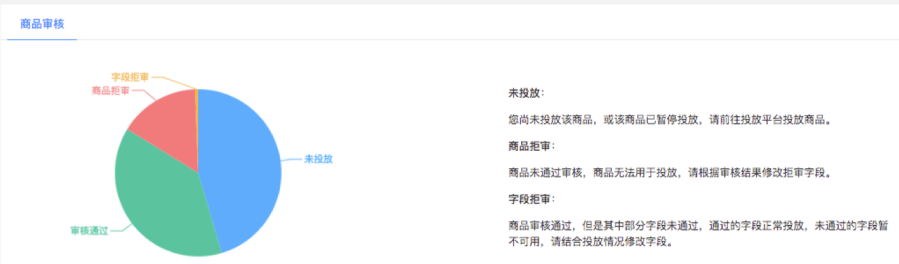 商品审核
字段拒审
商品拒审
未投放
审核通过
未投放：
您尚未投放该商品，或该商品已暂停投放，请前往投放平台投放商品。
商品拒审：
商品未通过审核，商品无法用于投放，请根据审核结果修改拒审字段。
字段拒审：
商品审核通过，但是其中部分字段未通过，通过的字段正常投放，未通过的字段暂
不可用，请结合投放情况修改字段。